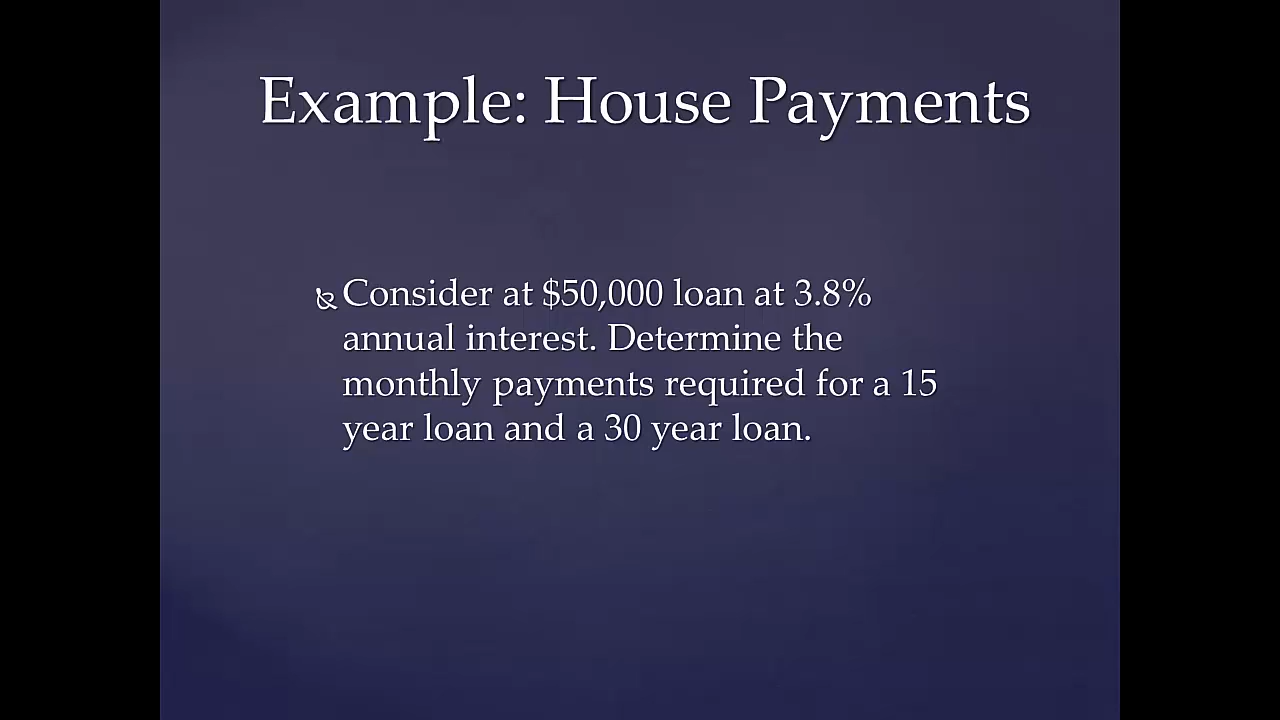 Example: House Payments
Consider at $50,000 loan at 3.8%
annual interest. Determine the
monthly payments required for a 15
year loan and a 30 year loan.